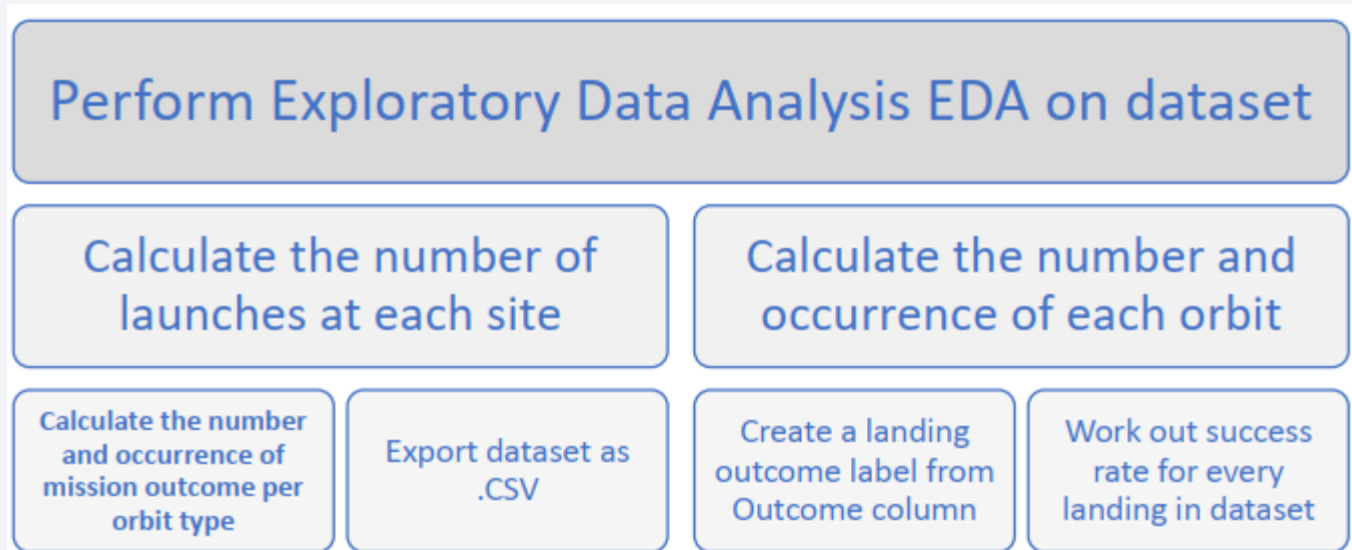 Perform Exploratory Data Analysis EDA on dataset
Calculate the number of
launches at each site
Calculate the number and
occurrence of each orbit
Calculate the number
and occurrence of
mission outcome per
orbit type
Export dataset as
.CSV
Create a landing
outcome label from
Outcome column
Work out success
rate for every
landing in dataset